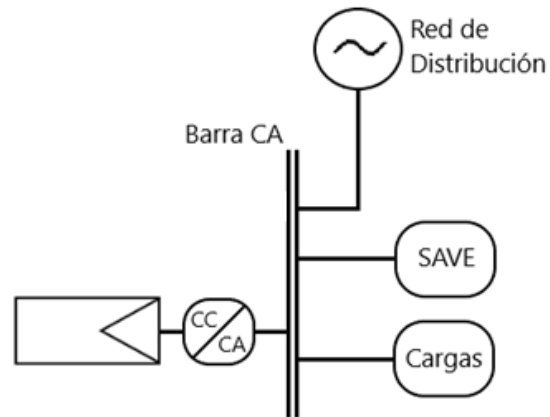 Red de
Distribución
Barra CA
SAVE
CC
CA
Cargas